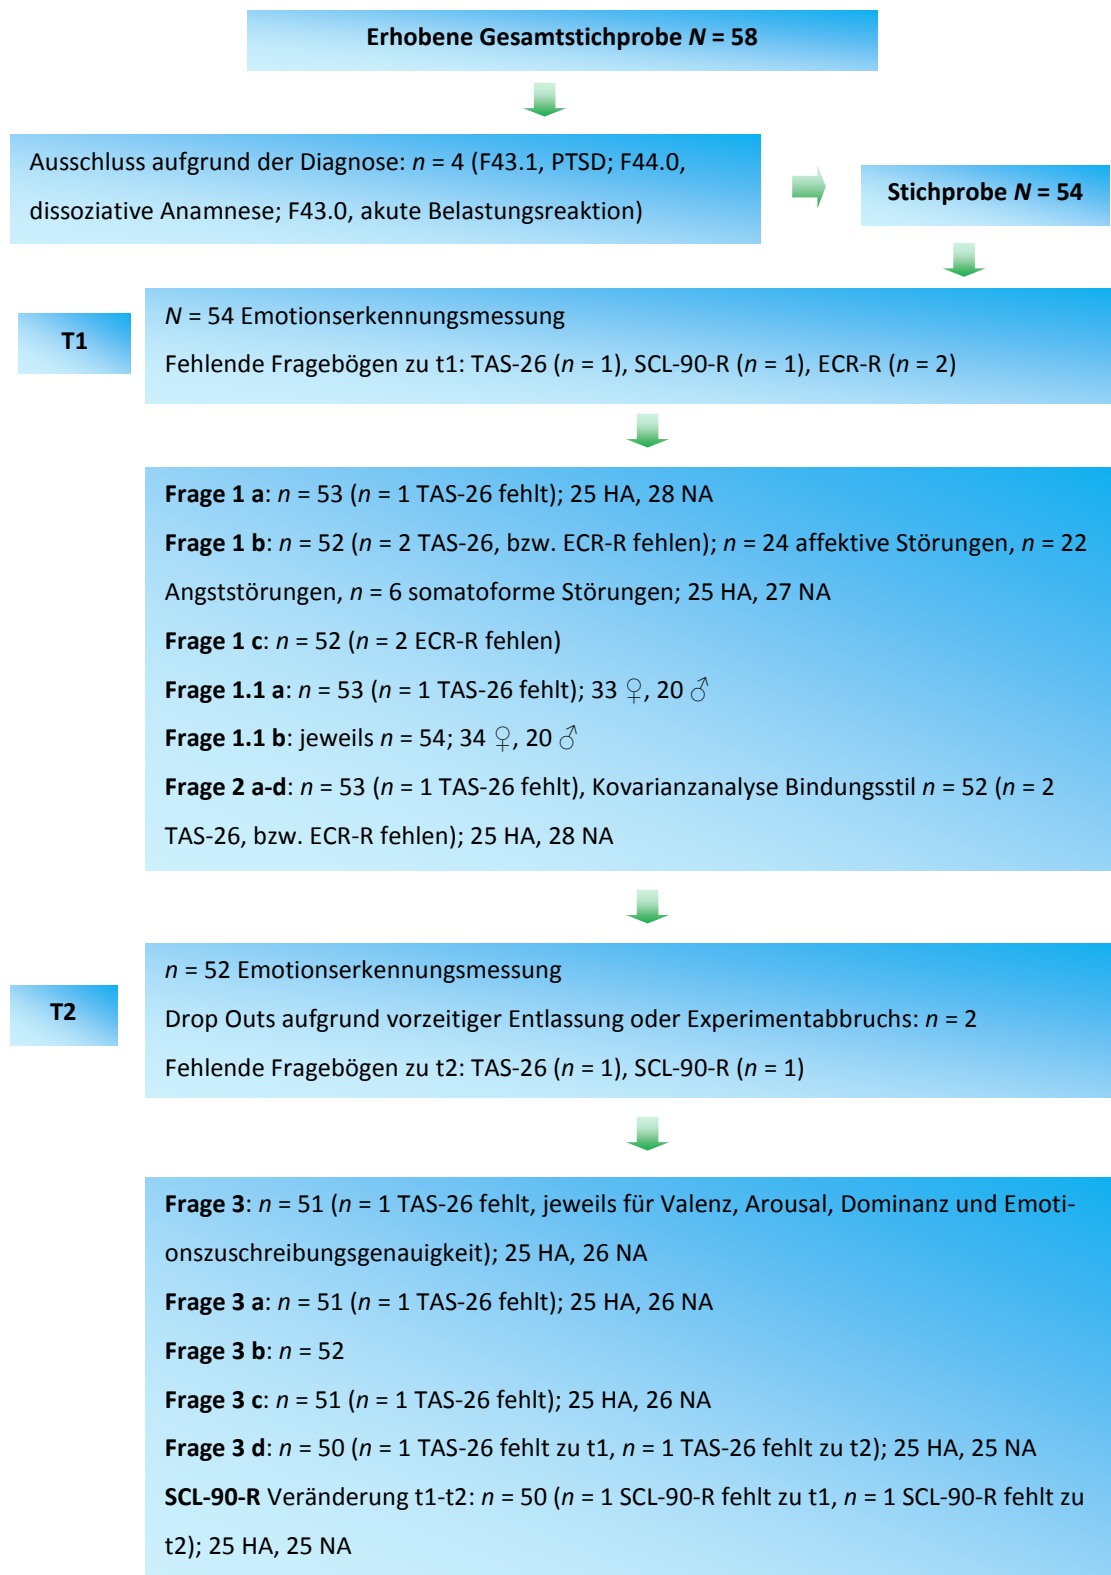 Erhobene Gesamtstichprobe N = 58
Ausschluss aufgrund der Diagnose: n = 4 (F43.1, PTSD; F44.0,
dissoziative Anamnese; F43.0, akute Belastungsreaktion)
Stichprobe N = 54
T1
N = 54 Emotionserkennungsmessung
Fehlende Fragebögen zu t1: TAS-26 (n = 1), SCL-90-R (n = 1), ECR-R (n = 2)
Frage 1 a: n = 53 (n = 1 TAS-26 fehlt); 25 HA, 28 NA
Frage 1 b: n = 52 (n = 2 TAS-26, bzw. ECR-R fehlen); n = 24 affektive Störungen, n = 22
Angststörungen, n = 6 somatoforme Störungen; 25 HA, 27 NA
Frage 1 c: n = 52 (n = 2 ECR-R fehlen)
Frage 1.1 a: n = 53 (n = 1 TAS-26 fehlt); 33 ♀, 20 ♂
Frage 1.1 b: jeweils n = 54; 34 ♀, 20 ♂
Frage 2 a-d: n = 53 (n = 1 TAS-26 fehlt), Kovarianzanalyse Bindungsstil n = 52 (n = 2
TAS-26, bzw. ECR-R fehlen); 25 HA, 28 NA
T2
n = 52 Emotionserkennungsmessung
Drop Outs aufgrund vorzeitiger Entlassung oder Experimentabbruchs: n = 2
Fehlende Fragebögen zu t2: TAS-26 (n = 1), SCL-90-R (n = 1)
Frage 3: n = 51 (n = 1 TAS-26 fehlt, jeweils für Valenz, Arousal, Dominanz und Emoti-
onszuschreibungsgenauigkeit); 25 HA, 26 NA
Frage 3 a: n = 51 (n = 1 TAS-26 fehlt); 25 HA, 26 NA
Frage 3 b: n = 52
Frage 3 c: n = 51 (n = 1 TAS-26 fehlt); 25 HA, 26 NA
Frage 3 d: n = 50 (n = 1 TAS-26 fehlt zu t1, n = 1 TAS-26 fehlt zu t2); 25 HA, 25 NA
SCL-90-R Veränderung t1-t2: n = 50 (n = 1 SCL-90-R fehlt zu t1, n = 1 SCL-90-R fehlt zu
t2); 25 HA, 25 NA